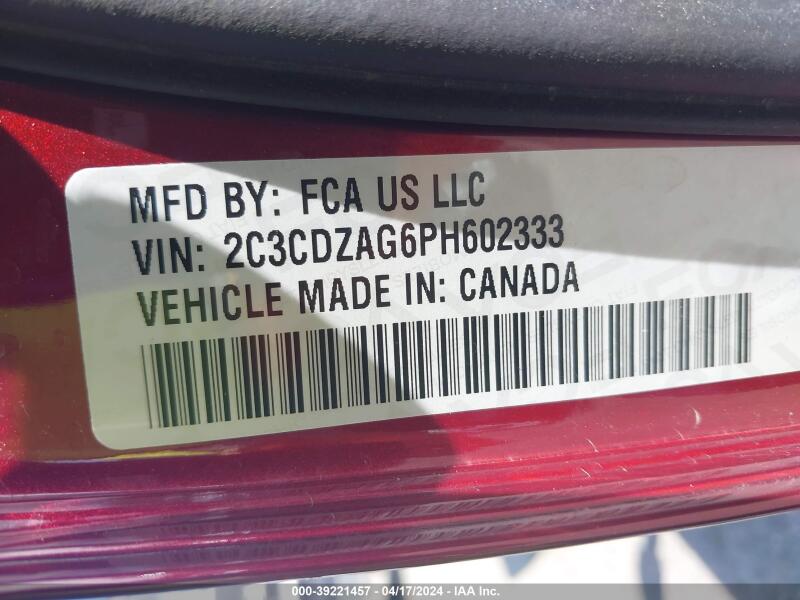 MFD BY: FCA US LLC
VIN: 2C3CDZAG6PH602333
VEHICLE MADE IN: CANADA
000-39221457 - 04/17/2024 - IAA Inc.